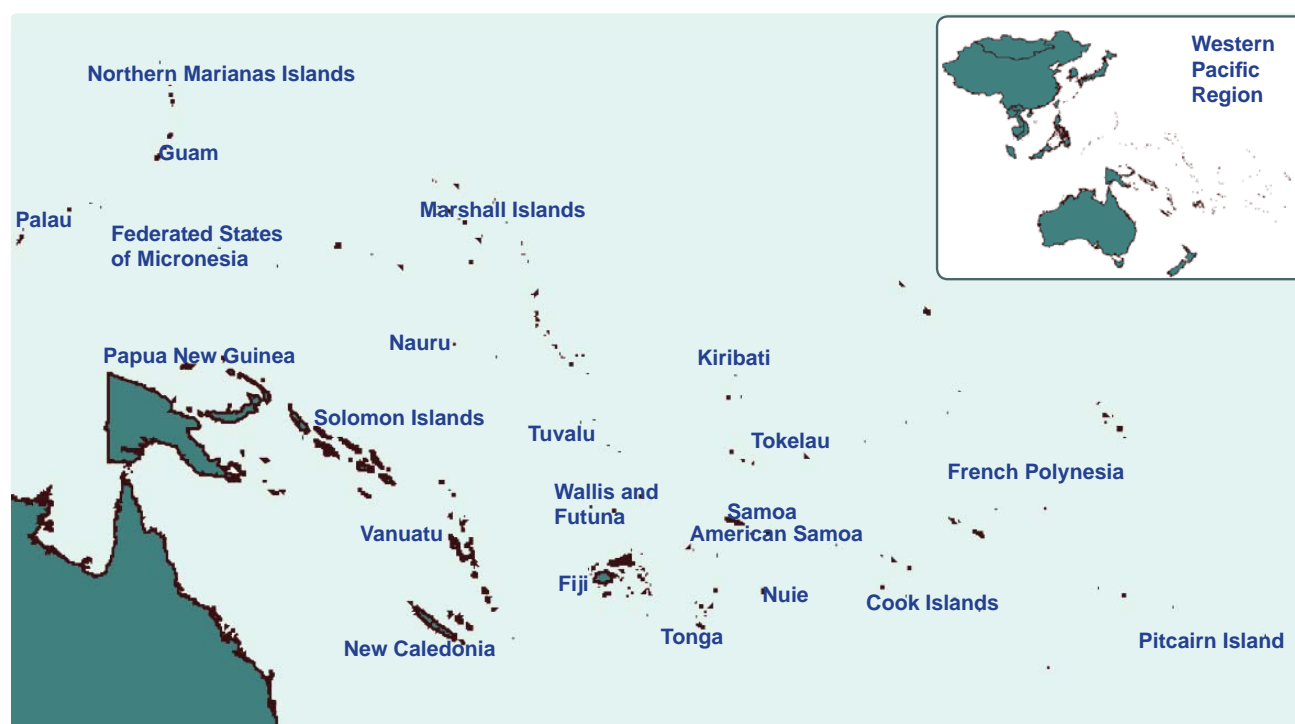 Western
Pacific
Region
Northern Marianas Islands
Guam
Palau
Marshall Islands
Federated States
of Micronesia
Nauru
Papua New Guinea
Kiribati
Solomon Islands
Tuvalu
Tokelau
French Polynesia
Wallis and
Futuna
Samoa
American Samoa
Vanuatu
Fiji
Nuie
Cook Islands
Tonga
New Caledonia
Pitcairn Island